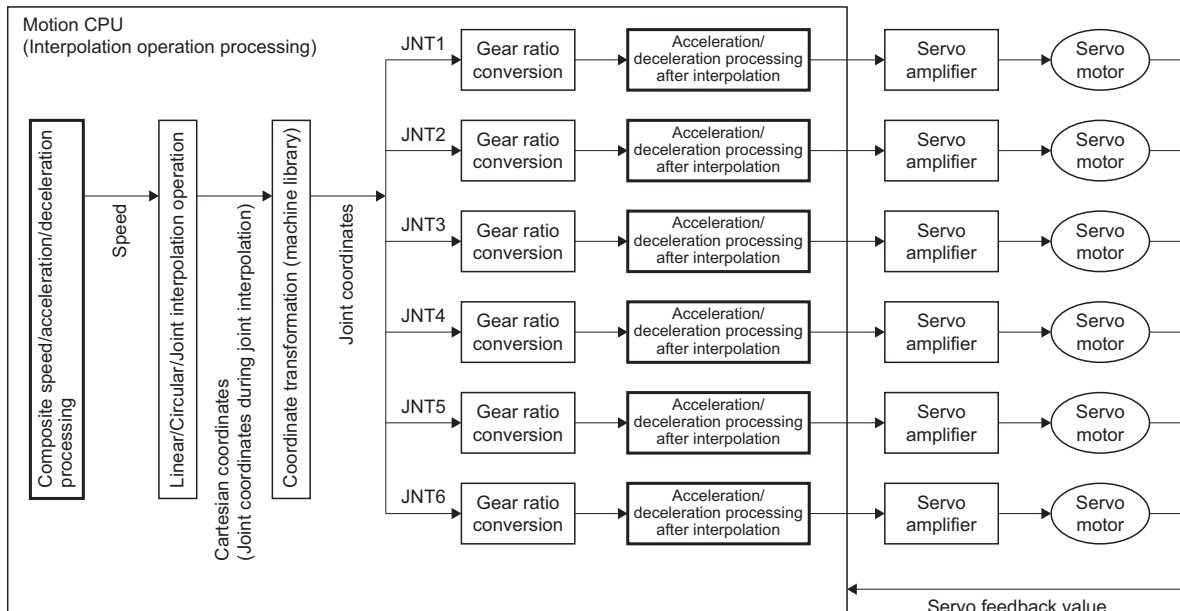 Motion CPU
(Interpolation operation processing)
Composite speed/acceleration/deceleration
processing
Speed
Linear/Circular/Joint interpolation operation
Cartesian coordinates
(Joint coordinates during joint interpolation)
Coordinate transformation (machine library)
Joint coordinates
JNT1
Gear ratio
conversion
Acceleration/
deceleration processing
after interpolation
Servo
amplifier
Servo
motor
JNT2
Gear ratio
conversion
Acceleration/
deceleration processing
after interpolation
Servo
amplifier
Servo
motor
JNT3
Gear ratio
conversion
Acceleration/
deceleration processing
after interpolation
Servo
amplifier
Servo
motor
JNT4
Gear ratio
conversion
Acceleration/
deceleration processing
after interpolation
Servo
amplifier
Servo
motor
JNT5
Gear ratio
conversion
Acceleration/
deceleration processing
after interpolation
Servo
amplifier
Servo
motor
JNT6
Gear ratio
conversion
Acceleration/
deceleration processing
after interpolation
Servo
amplifier
Servo
motor
Servo feedback value